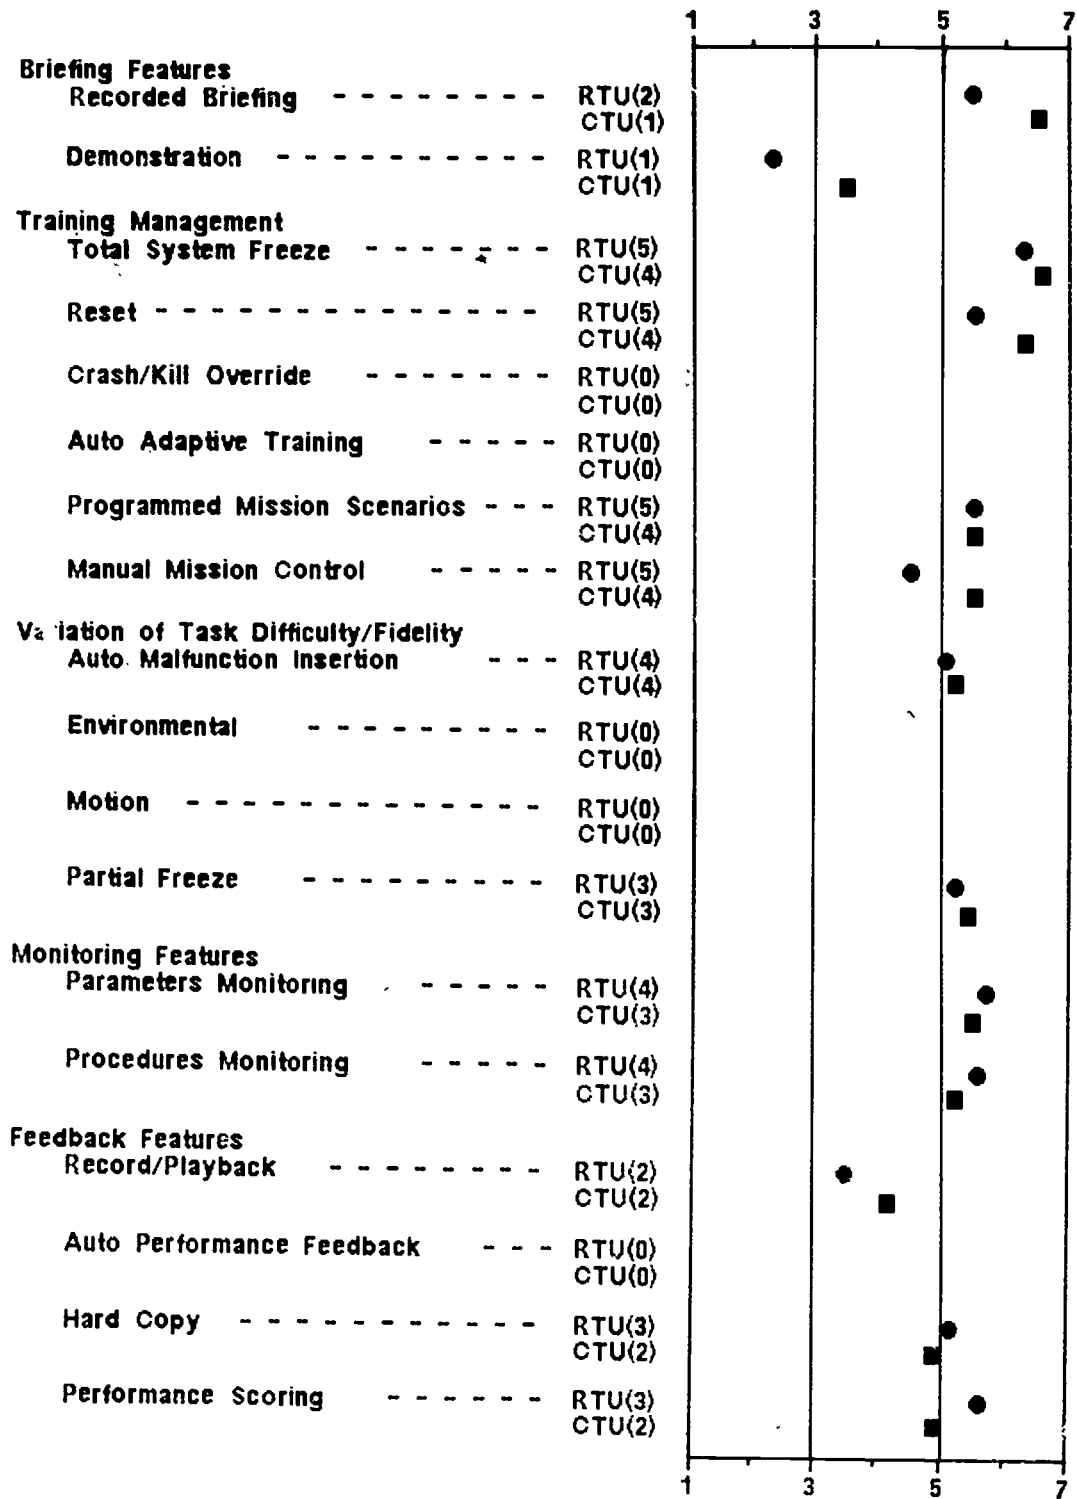 1 3 5 7
Briefing Features
Recorded Briefing - - - - - - - - RTU(2)
CTU(1)
Demonstration - - - - - - - - - - RTU(1)
CTU(1)
Training Management
Total System Freeze - - - - - - - RTU(5)
CTU(4)
Reset - - - - - - - - - - - - - - RTU(5)
CTU(4)
Crash/Kill Override - - - - - - - RTU(0)
CTU(0)
Auto Adaptive Training - - - - - RTU(0)
CTU(0)
Programmed Mission Scenarios - - - RTU(5)
CTU(4)
Manual Mission Control - - - - - RTU(5)
CTU(4)
of Task Difficulty/Fidelity
Auto Malfunction Insertion - - - RTU(4)
CTU(4)
Environmental - - - - - - - - - RTU(0)
CTU(0)
Motion - - - - - - - - - - - - - RTU(0)
CTU(0)
Partial Freeze - - - - - - - - - RTU(3)
CTU(3)
Monitoring Features
Parameters Monitoring - - - - - RTU(4)
CTU(3)
Procedures Monitoring - - - - - RTU(4)
CTU(3)
Feedback Features
Record/Playback - - - - - - - - RTU(2)
CTU(2)
Auto Performance Feedback - - - RTU(0)
CTU(0)
Hard Copy - - - - - - - - - - - RTU(3)
CTU(2)
Performance Scoring - - - - - - RTU(3)
CTU(2)
1 3 5 7